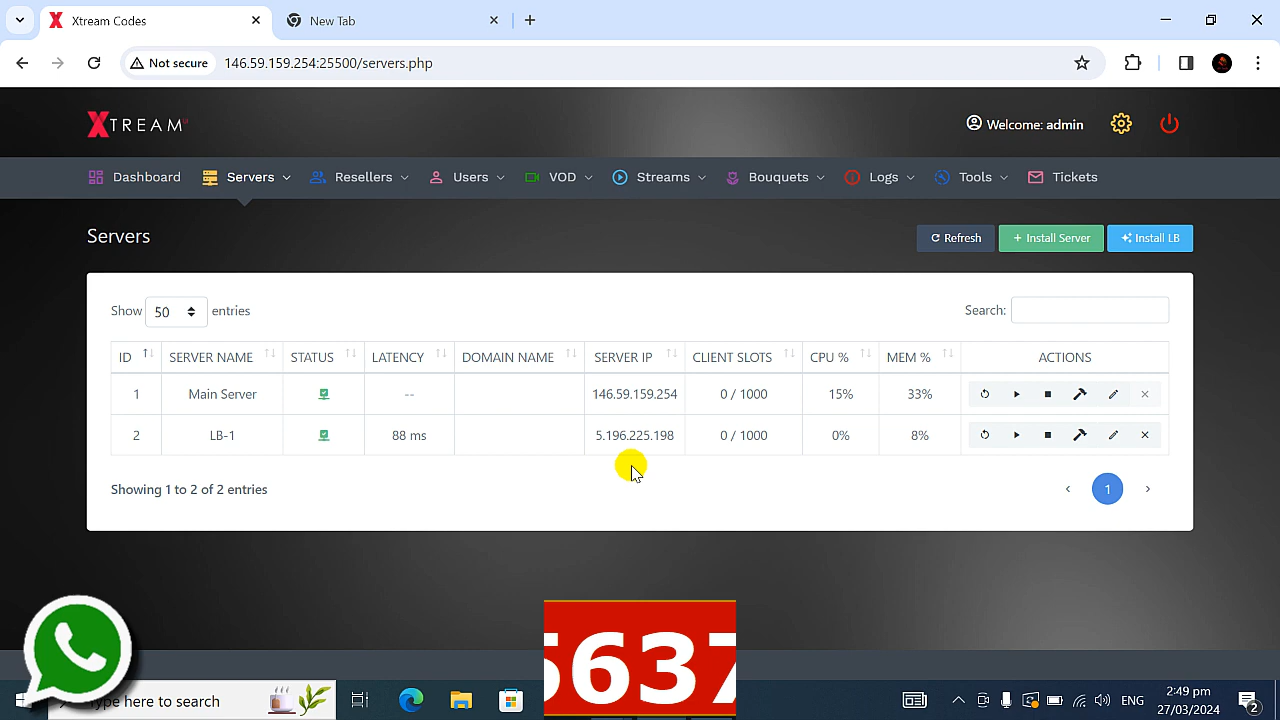 Xtream Codes
New Tab
Not secure
146.59.159.254:25500/servers.php
XTREAM UI
Welcome: admin
Dashboard Servers Resellers Users VOD Streams Bouquets Logs Tools Tickets
Servers
Refresh + Install Server Install LB
Show 50 entries
Search:
ID SERVER NAME STATUS LATENCY DOMAIN NAME SERVER IP CLIENT SLOTS CPU % MEM % ACTIONS
1 Main Server -- 146.59.159.254 0 / 1000 15% 33%
2 LB-1 88 ms 5.196.225.198 0 / 1000 0% 8%
Showing 1 to 2 of 2 entries
1
637
here to search
ENG
2:49 pm
27/03/2024
2